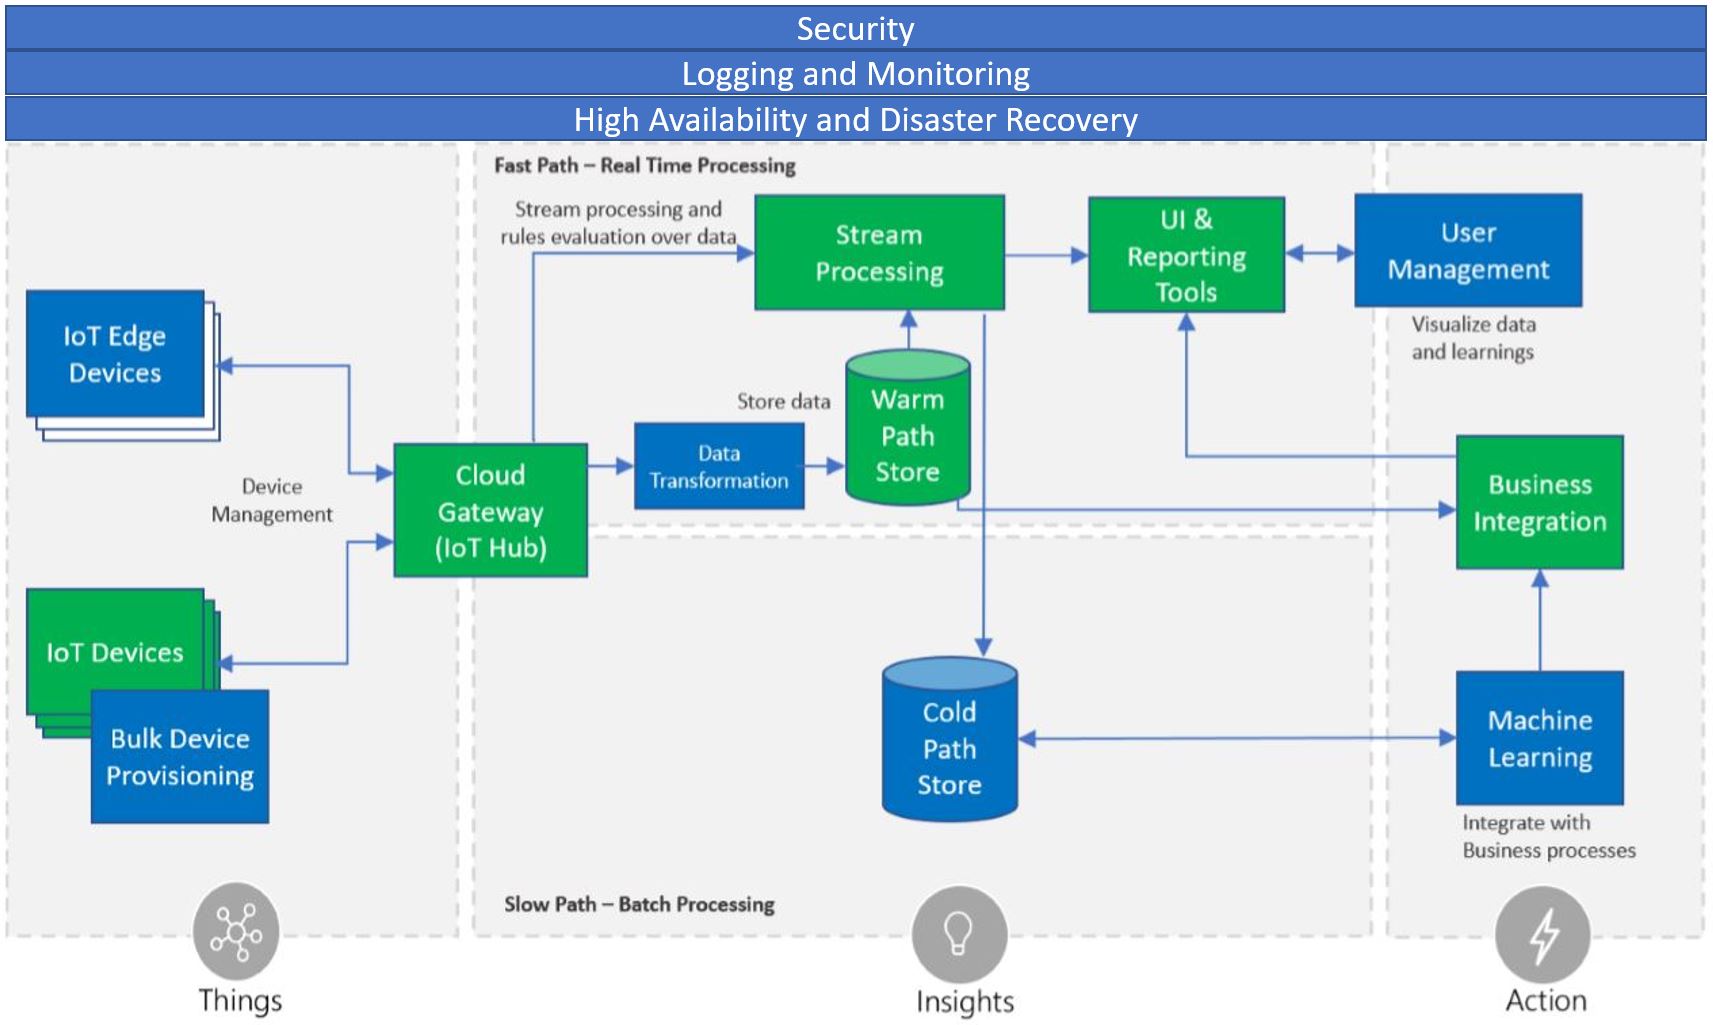 Security
Logging and Monitoring
High Availability and Disaster Recovery
Fast Path – Real Time Processing
Stream processing and
rules evaluation over data
Stream
Processing
UI &
Reporting
Tools
User
Management
Visualize data
and learnings
IoT Edge
Devices
Device
Management
Cloud
Gateway
(IoT Hub)
Store data
Data
Transformation
Warm
Path
Store
Business
Integration
IoT Devices
Bulk Device
Provisioning
Cold
Path
Store
Machine
Learning
Integrate with
Business processes
Slow Path – Batch Processing
Things
Insights
Action